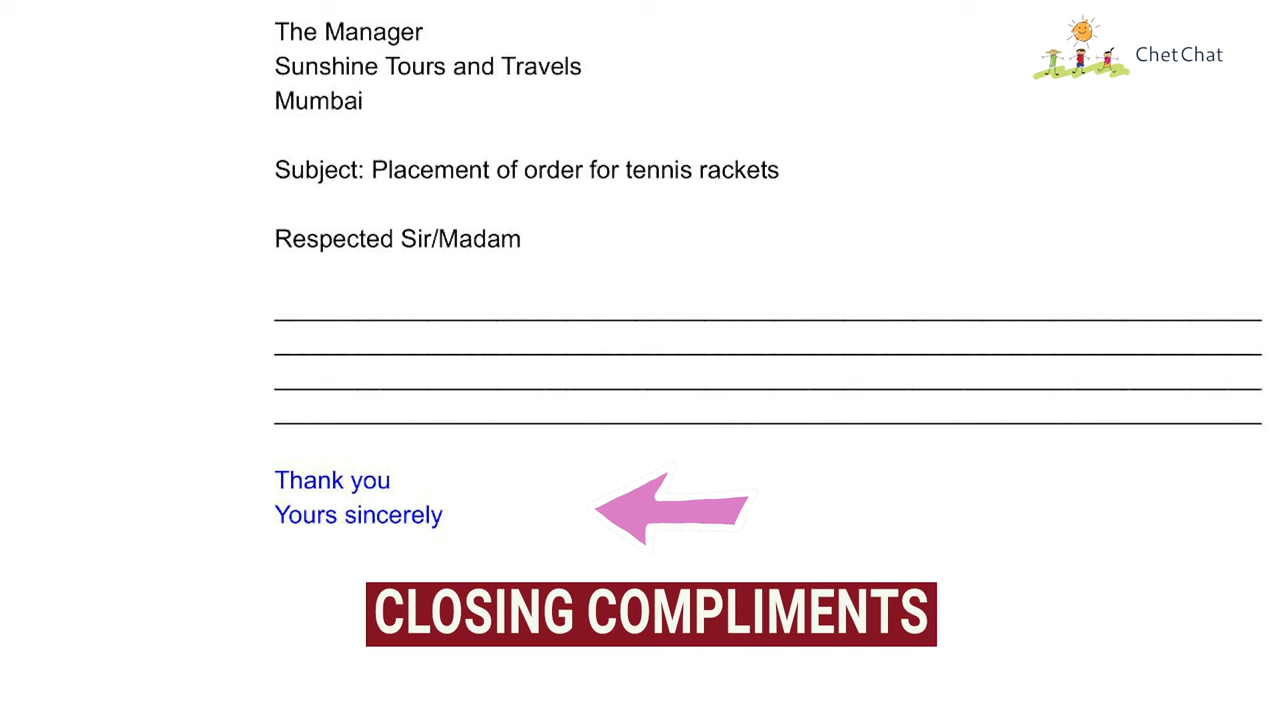 The Manager
Sunshine Tours and Travels
Mumbai
ChetChat
Subject: Placement of order for tennis rackets
Respected Sir/Madam
Thank you
Yours sincerely
CLOSING COMPLIMENTS